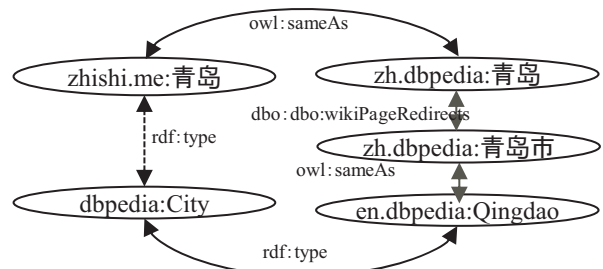 owl:sameAs
zhishi.me:青岛
zh.dbpedia:青岛
dbo:dbo:wikiPageRedirects
rdf:type
zh.dbpedia:青岛市
owl:sameAs
dbpedia:City
en.dbpedia:Qingdao
rdf:type